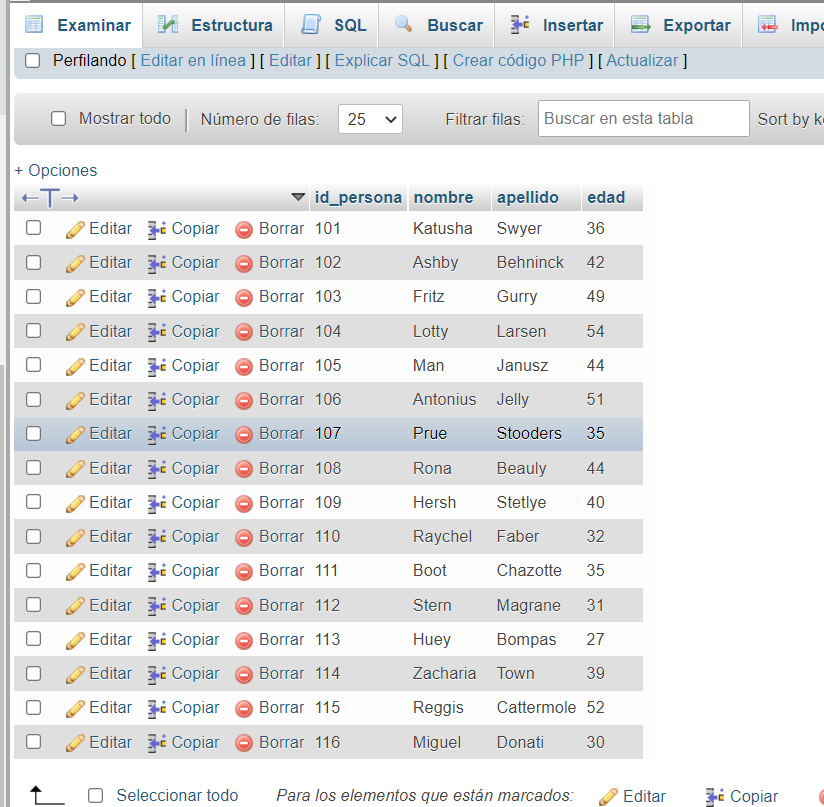 Examinar Estructura SQL Buscar Insertar Exportar
Perfilando [ Editar en línea ] [ Editar ] [ Explicar SQL ] [ Crear código PHP ] [ Actualizar ]
Mostrar todo Número de filas: 25 Filtrar filas: Buscar en esta tabla Sort by
+ Opciones
←T→ id_persona nombre apellido edad
Editar Copiar Borrar 101 Katusha Swyer 36
Editar Copiar Borrar 102 Ashby Behninck 42
Editar Copiar Borrar 103 Fritz Gurry 49
Editar Copiar Borrar 104 Lotty Larsen 54
Editar Copiar Borrar 105 Man Janusz 44
Editar Copiar Borrar 106 Antonius Jelly 51
Editar Copiar Borrar 107 Prue Stooders 35
Editar Copiar Borrar 108 Rona Beauly 44
Editar Copiar Borrar 109 Hersh Stetlye 40
Editar Copiar Borrar 110 Raychel Faber 32
Editar Copiar Borrar 111 Boot Chazotte 35
Editar Copiar Borrar 112 Stern Magrane 31
Editar Copiar Borrar 113 Huey Bompas 27
Editar Copiar Borrar 114 Zacharia Town 39
Editar Copiar Borrar 115 Reggis Cattermole 52
Editar Copiar Borrar 116 Miguel Donati 30
Seleccionar todo Para los elementos que están marcados: Editar Copiar